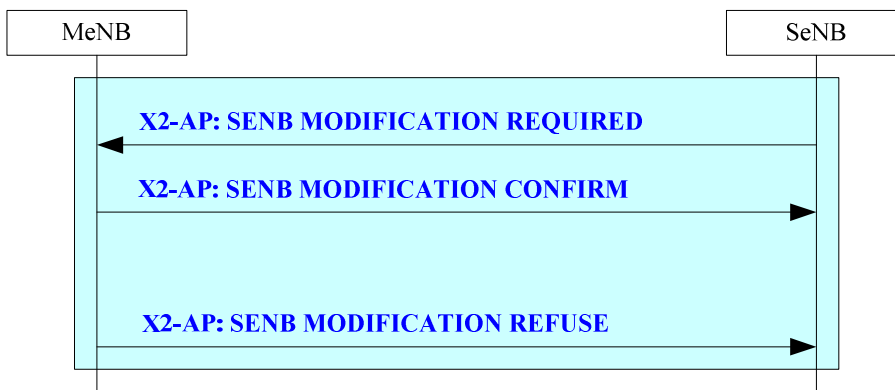 MeNB
SeNB
X2-AP: SENB MODIFICATION REQUIRED
X2-AP: SENB MODIFICATION CONFIRM
X2-AP: SENB MODIFICATION REFUSE